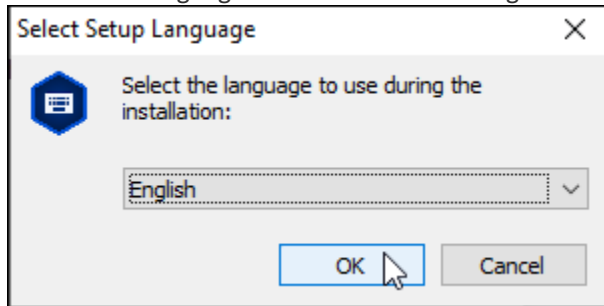 Select Setup Language
Select the language to use during the
installation:
English
OK
Cancel